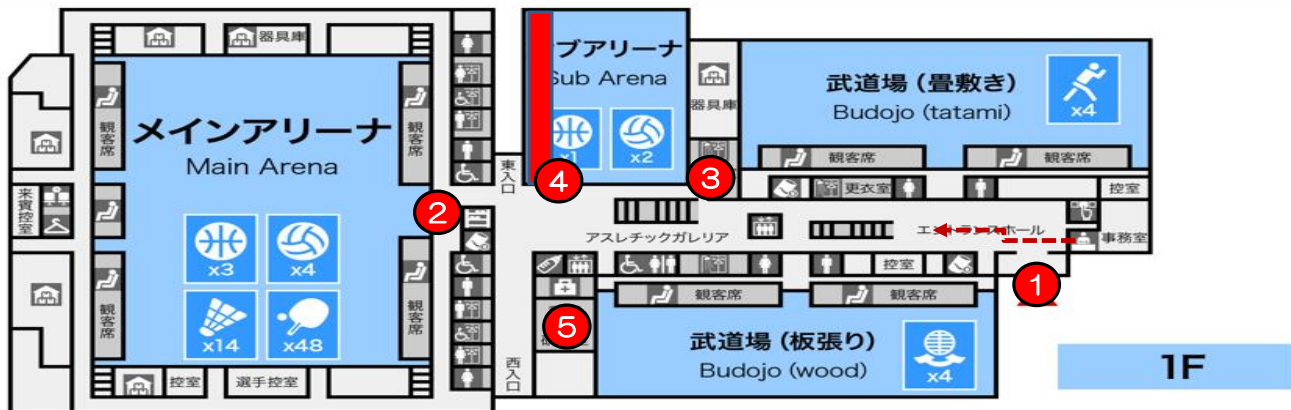 器具庫
メインアリーナ
Main Arena
観客席
観客席
観客席
観客席
x3
x4
x14
x48
来賓控室
控室
選手控室
東入口
西入口
ブアリーナ
Sub Arena
x1
x2
器具庫
武道場（畳敷き）
Budojo (tatami)
x4
観客席
観客席
更衣室
控室
アスレチックガレリア
エントランスホール
事務室
控室
観客席
観客席
武道場（板張り）
Budojo (wood)
x4
1
2
3
4
5
1F